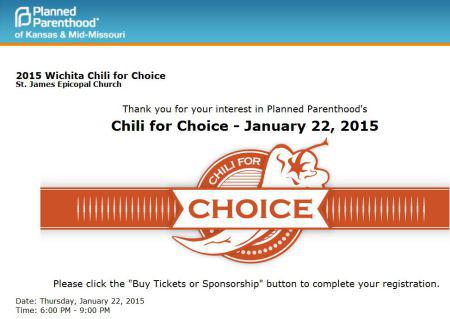 Planned
Parenthood®
of Kansas & Mid-Missouri
2015 Wichita Chili for Choice
St. James Epicopal Church
Thank you for your interest in Planned Parenthood's
Chili for Choice - January 22, 2015
CHILI FOR
CHOICE
Please click the "Buy Tickets or Sponsorship" button to complete your registration.
Date: Thursday, January 22, 2015
Time: 6:00 PM - 9:00 PM